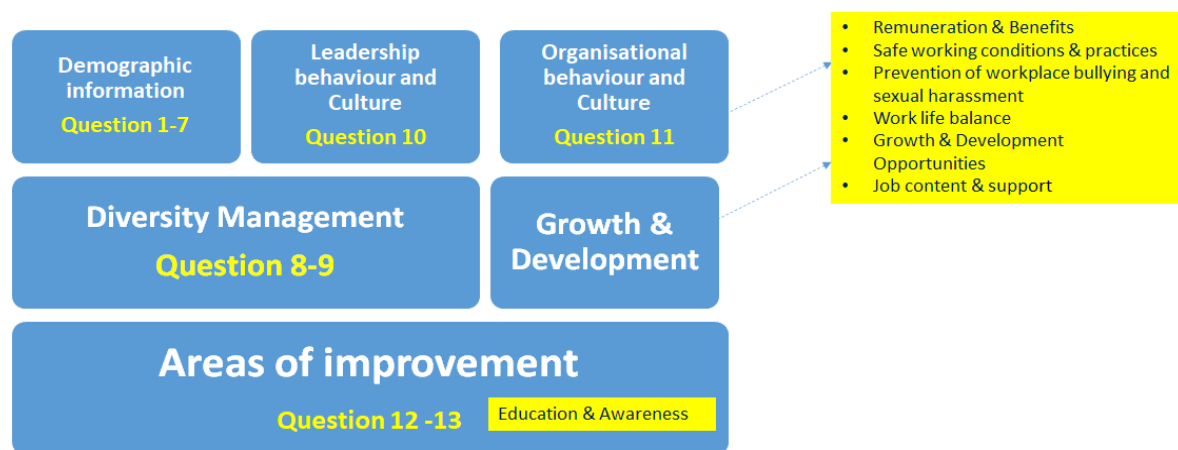 Demographic
information
Question 1-7
Leadership
behaviour and
Culture
Question 10
Organisational
behaviour and
Culture
Question 11
• Remuneration & Benefits
• Safe working conditions & practices
• Prevention of workplace bullying and
sexual harassment
• Work life balance
• Growth & Development
Opportunities
• Job content & support
Diversity Management
Question 8-9
Growth &
Development
Areas of improvement
Question 12 -13
Education & Awareness